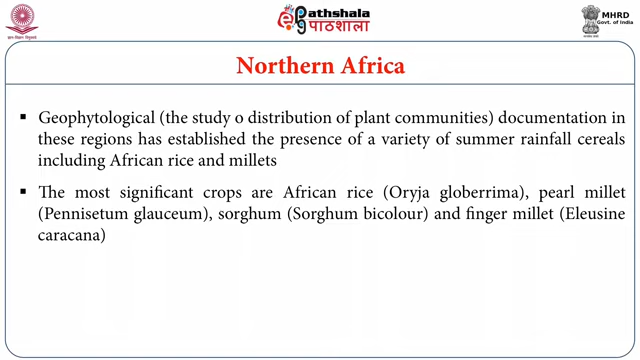 Pathshala
पाठशाला
MHRD
Govt. of India
Northern Africa
▪ Geophytological (the study o distribution of plant communities) documentation in
these regions has established the presence of a variety of summer rainfall cereals
including African rice and millets
▪ The most significant crops are African rice (Oryja globerrima), pearl millet
(Pennisetum glauceum), sorghum (Sorghum bicolour) and finger millet (Eleusine
caracana)